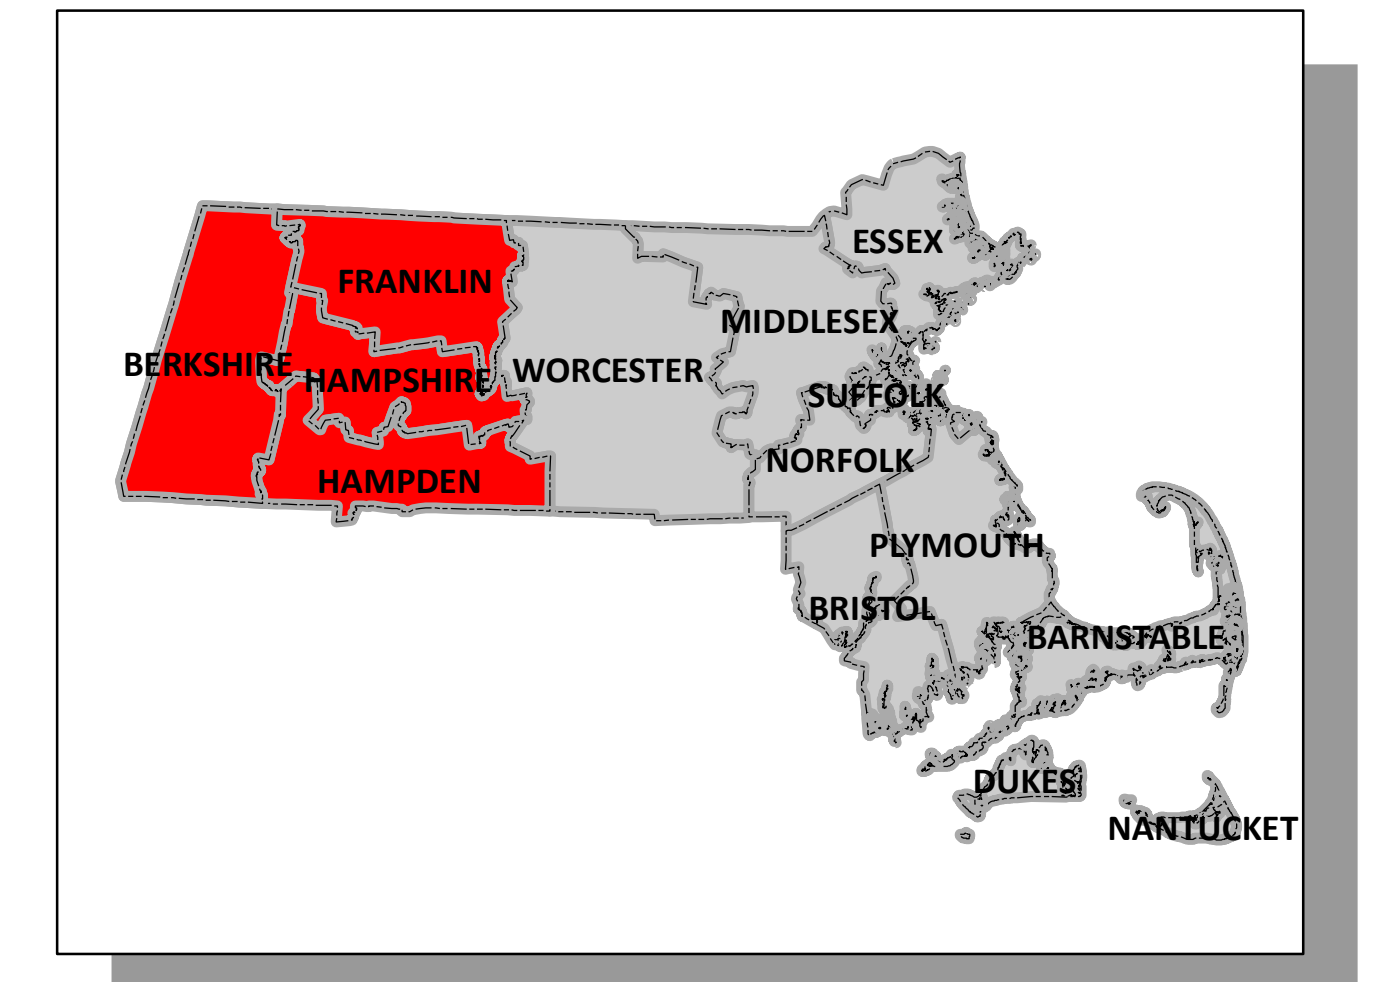 ESSEX
FRANKLIN
MIDDLESEX
BERKSHIRE
HAMPSHIRE
WORCESTER
SUFFOLK
NORFOLK
HAMPDEN
PLYMOUTH
BRISTOL
BARNSTABLE
DUKES
NANTUCKET